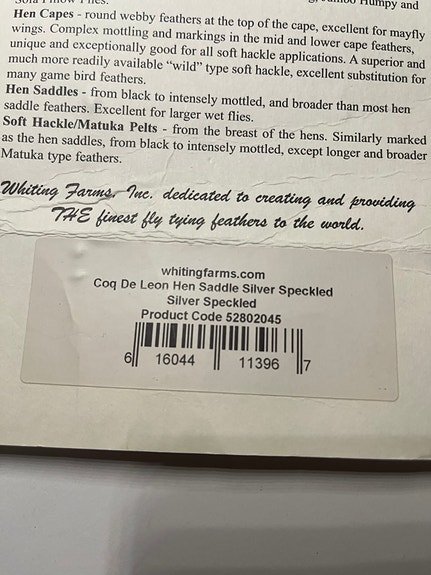 Humpy and
Hen Capes - round webby feathers at the top of the cape, excellent for mayfly
wings. Complex mottling and markings in the mid and lower cape feathers,
unique and exceptionally good for all soft hackle applications. A superior and
much more readily available "wild" type soft hackle, excellent substitution for
many game bird feathers.
Hen Saddles - from black to intensely mottled, and broader than most hen
saddle feathers. Excellent for larger wet flies.
Soft Hackle/Matuka Pelts - from the breast of the hens. Similarly marked
as the hen saddles, from black to intensely mottled, except longer and broader
Matuka type feathers.
Whiting Farms, Inc. dedicated to creating and providing
THE finest fly tying feathers to the world.
whitingfarms.com
Coq De Leon Hen Saddle Silver Speckled
Silver Speckled
Product Code 52802045
6 16044 11396 7